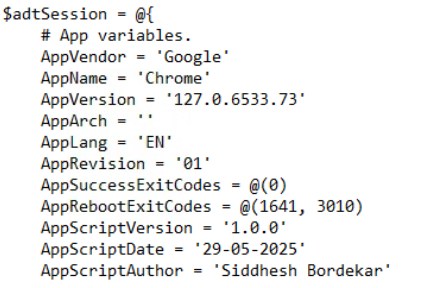 $adtSession = @{
# App variables.
AppVendor = 'Google'
AppName = 'Chrome'
AppVersion = '127.0.6533.73'
AppArch = ''
AppLang = 'EN'
AppRevision = '01'
AppSuccessExitCodes = @(0)
AppRebootExitCodes = @(1641, 3010)
AppScriptVersion = '1.0.0'
AppScriptDate = '29-05-2025'
AppScriptAuthor = 'Siddhesh Bordekar'